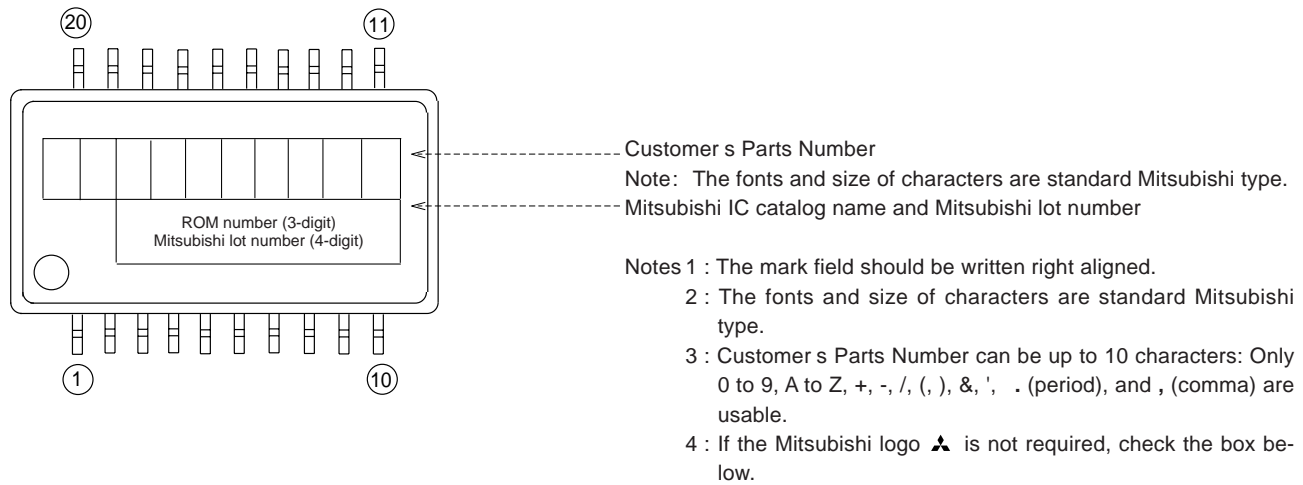 20
11
Customer s Parts Number
Note: The fonts and size of characters are standard Mitsubishi type.
Mitsubishi IC catalog name and Mitsubishi lot number
ROM number (3-digit)
Mitsubishi lot number (4-digit)
Notes 1 : The mark field should be written right aligned.
2 : The fonts and size of characters are standard Mitsubishi
type.
3 : Customer s Parts Number can be up to 10 characters: Only
0 to 9, A to Z, +, -, /, (, ), &, ', . (period), and , (comma) are
usable.
4 : If the Mitsubishi logo is not required, check the box be-
low.
1
10